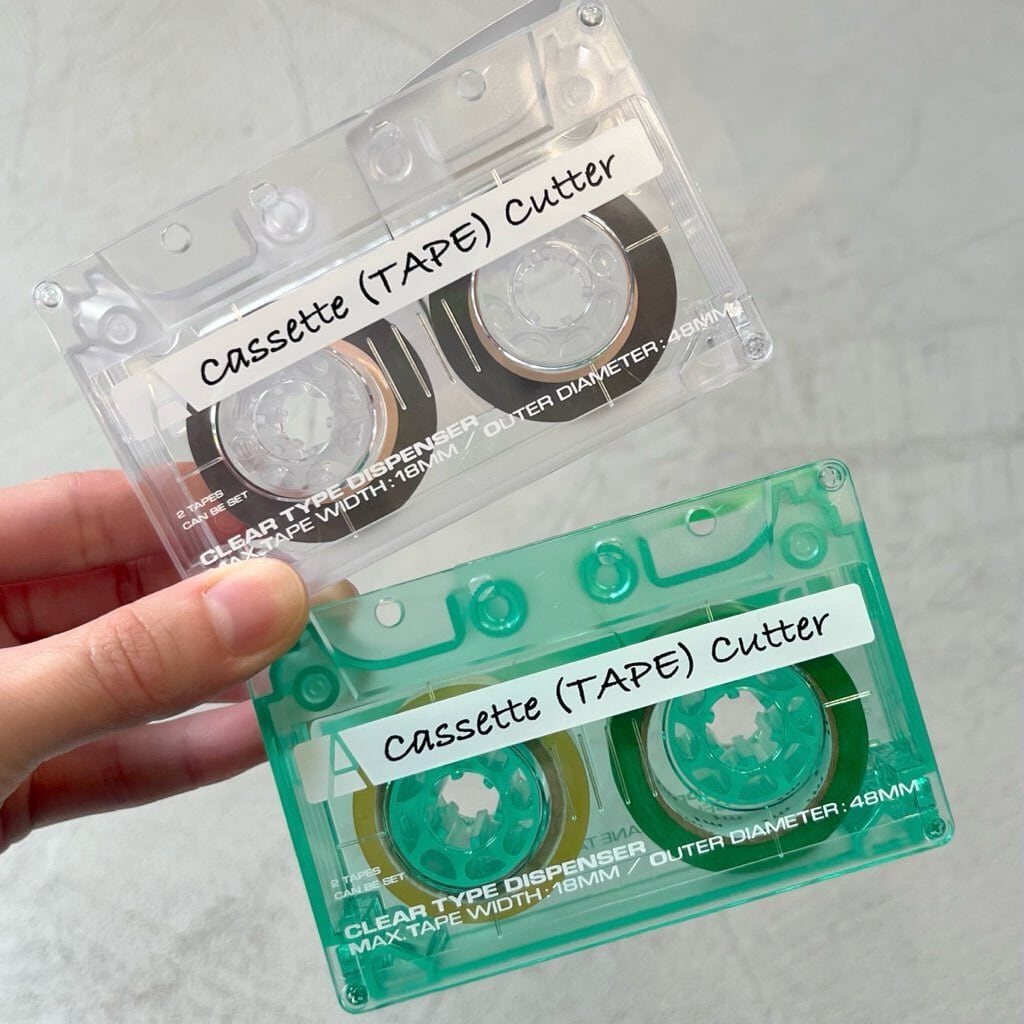 Cassette (TAPE) Cutter
A
2 TAPES
CAN BE SET
CLEAR TYPE DISPENSER
MAX.TAPE WIDTH:18MM / OUTER DIAMETER:48MM
Cassette (TAPE) Cutter
A
2 TAPES
CAN BE SET
CLEAR TYPE DISPENSER
MAX.TAPE WIDTH:18MM / OUTER DIAMETER:48MM